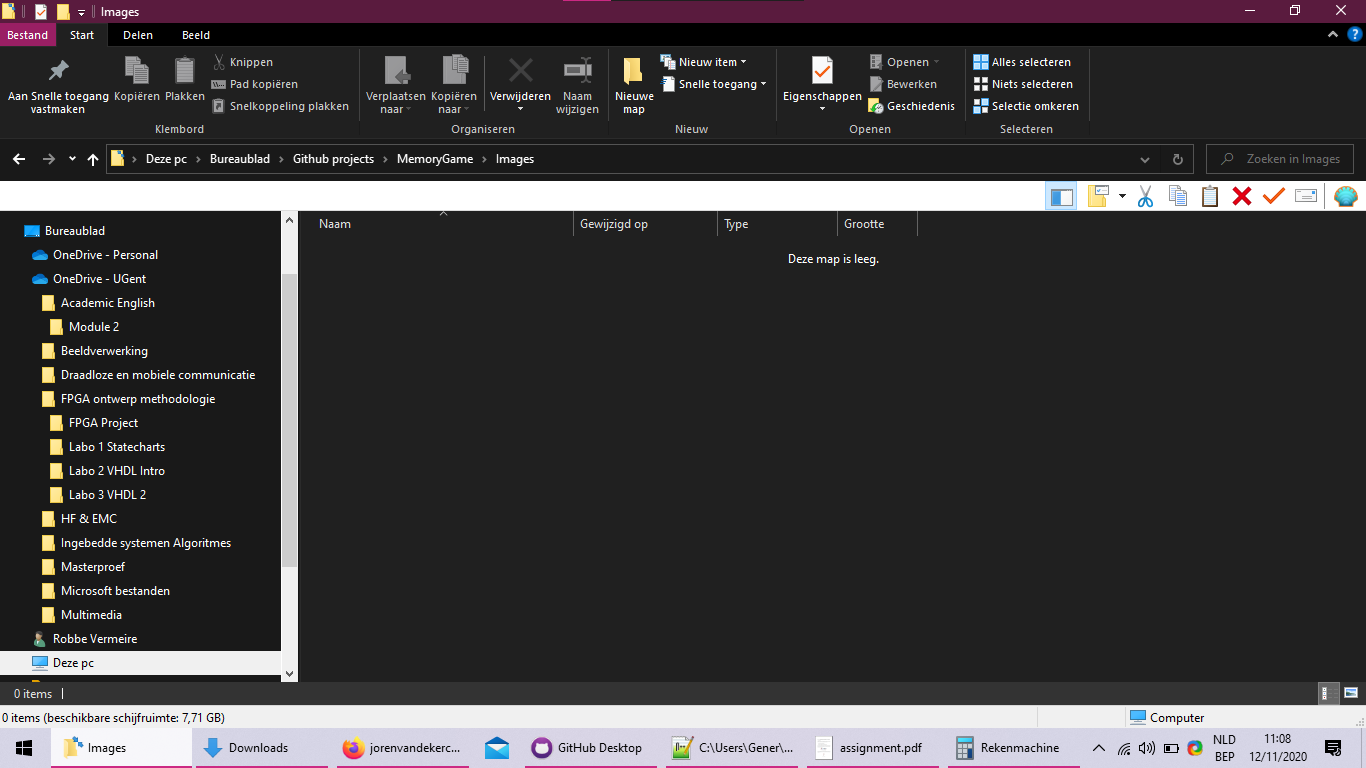 Images
Bestand Start Delen Beeld
Aan Snelle toegang vastmaken
Kopiëren
Plakken
Knippen
Pad kopiëren
Snelkoppeling plakken
Klembord
Verplaatsen naar
Kopiëren naar
Verwijderen
Naam wijzigen
Organiseren
Nieuwe map
Nieuw item
Snelle toegang
Nieuw
Eigenschappen
Openen
Bewerken
Geschiedenis
Openen
Alles selecteren
Niets selecteren
Selectie omkeren
Selecteren
Deze pc › Bureaublad › Github projects › MemoryGame › Images
Zoeken in Images
Naam Gewijzigd op Type Grootte
Deze map is leeg.
Bureaublad
OneDrive - Personal
OneDrive - UGent
Academic English
Module 2
Beeldverwerking
Draadloze en mobiele communicatie
FPGA ontwerp methodologie
FPGA Project
Labo 1 Statecharts
Labo 2 VHDL Intro
Labo 3 VHDL 2
HF & EMC
Ingebedde systemen Algoritmes
Masterproef
Microsoft bestanden
Multimedia
Robbe Vermeire
Deze pc
0 items
0 items (beschikbare schijfruimte: 7,71 GB)
Computer
Images
Downloads
jorenvandekerc...
GitHub Desktop
C:\Users\Gener\...
assignment.pdf
Rekenmachine
NLD
BEP
11:08
12/11/2020